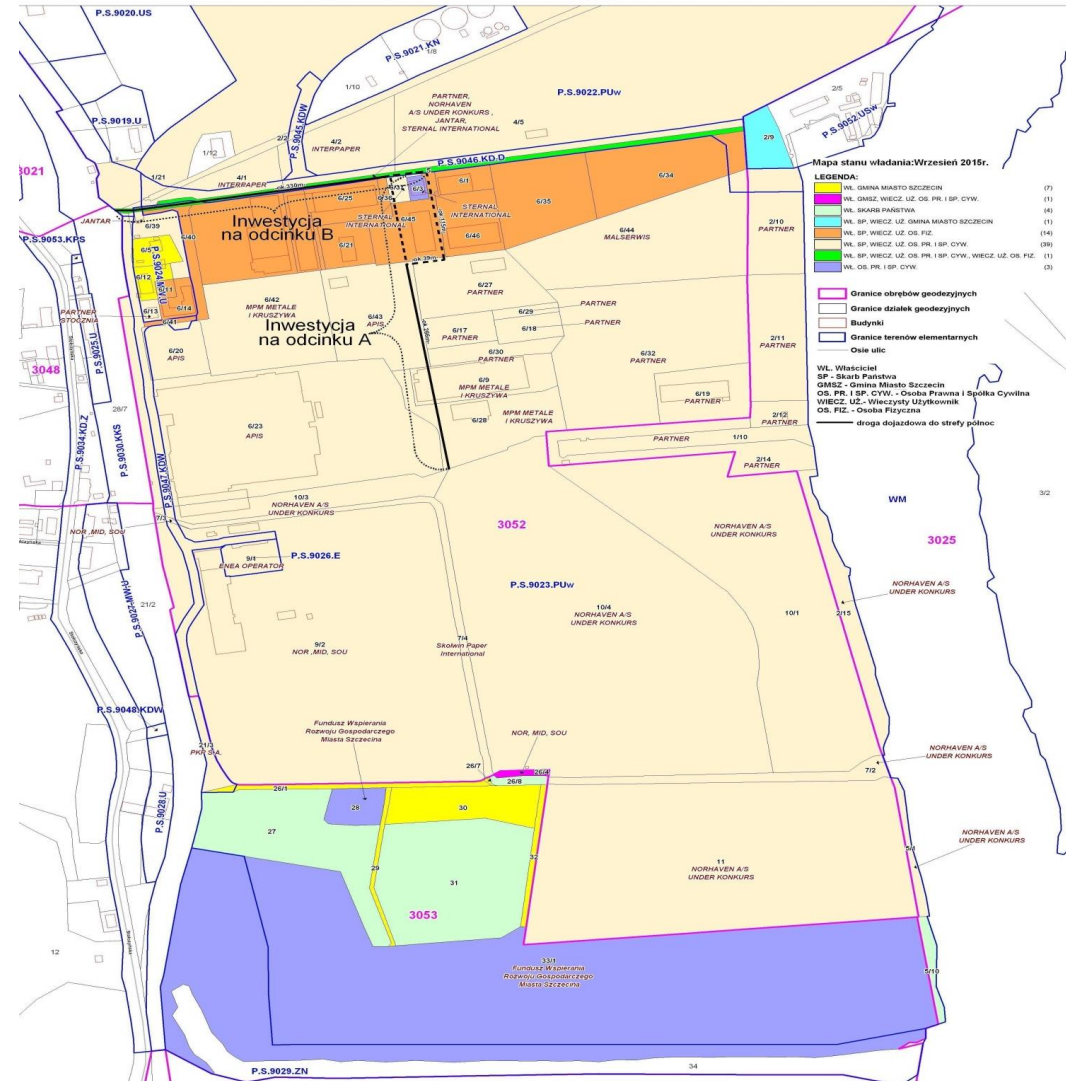 P.S.9020.US
P.S.9021.KN
1/8
1/10
P.S.9045.KDW
PARTNER,
NORHAVEN
A/S UNDER KONKURS ,
JANTAR,
STERNAL INTERNATIONAL
P.S.9022.PUw
2/5
P.S.9052.USw
P.S.9019.U
1/12
4/2
INTERPAPER
4/5
2/9
3021
1/21
4/1
INTERPAPER
P.S.9046.KD.D
ok.330m
6/3
6/1
6/34
Mapa stanu władania:Wrzesień 2015r.
LEGENDA:
WŁ. GMINA MIASTO SZCZECIN (7)
WŁ. GMSZ, WIECZ. UŻ. OS. PR. I SP. CYW. (1)
WŁ. SKARB PAŃSTWA (4)
WŁ. SP, WIECZ. UŻ. GMINA MIASTO SZCZECIN (1)
WŁ. SP, WIECZ. UŻ. OS. FIZ. (14)
WŁ. SP, WIECZ. UŻ. OS. PR. I SP. CYW. (39)
WŁ. SP, WIECZ. UŻ. OS. PR. I SP. CYW., WIECZ. UŻ. OS. FIZ. (1)
WŁ. OS. PR. I SP. CYW. (3)
Granice obrębów geodezyjnych
Granice działek geodezyjnych
Budynki
Granice terenów elementarnych
Osie ulic
WŁ. Właściciel
SP - Skarb Państwa
GMSZ - Gmina Miasto Szczecin
OS. PR. I SP. CYW. - Osoba Prawna i Spółka Cywilna
WIECZ. UŻ.- Wieczysty Użytkownik
OS. FIZ. - Osoba Fizyczna
droga dojazdowa do strefy północ
JANTAR
Inwestycja
na odcinku B
6/25
6/36
STERNAL
INTERNATIONAL
6/45
STERNAL
INTERNATIONAL
6/35
6/39
6/40
6/21
6/46
6/44
MALSERWIS
2/10
PARTNER
P.S.9053.KPS
6/12
6/14
6/13
6/41
PARTNER
STOCZNIA
P.S.9025.U
6/42
MPM METALE
I KRUSZYWA
6/43
APIS
Inwestycja
na odcinku A
ok.266m
6/27
PARTNER
6/29
PARTNER
6/17
PARTNER
6/18
PARTNER
2/11
PARTNER
6/20
APIS
6/30
PARTNER
6/32
PARTNER
3048
6/9
MPM METALE
I KRUSZYWA
6/19
PARTNER
MPM METALE
I KRUSZYWA
6/28
2/12
PARTNER
28/7
6/23
APIS
PARTNER
1/10
2/14
PARTNER
P.S.9034.KD.Z
P.S.9030.KKS
P.S.9047.KDW
10/3
NORHAVEN A/S
UNDER KONKURS
WM
3/2
7/3
3052
NORHAVEN A/S
UNDER KONKURS
3025
NOR ,MID, SOU
9/1
ENEA OPERATOR
P.S.9026.E
P.S.9023.PUw
NORHAVEN A/S
UNDER KONKURS
21/2
10/4
NORHAVEN A/S
UNDER KONKURS
10/1
2/15
9/2
NOR ,MID, SOU
7/4
Skolwin Paper
International
P.S.9048.KDW
Fundusz Wspierania
Rozwoju Gospodarczego
Miasta Szczecina
NOR, MID, SOU
21/3
PKP S.A.
NORHAVEN A/S
UNDER KONKURS
26/7
26/4
26/8
7/2
26/1
P.S.9028.U
28
30
27
NORHAVEN A/S
UNDER KONKURS
32
29
31
11
NORHAVEN A/S
UNDER KONKURS
3053
12
33/1
Fundusz Wspierania
Rozwoju Gospodarczego
Miasta Szczecina
5/10
34
P.S.9029.ZN